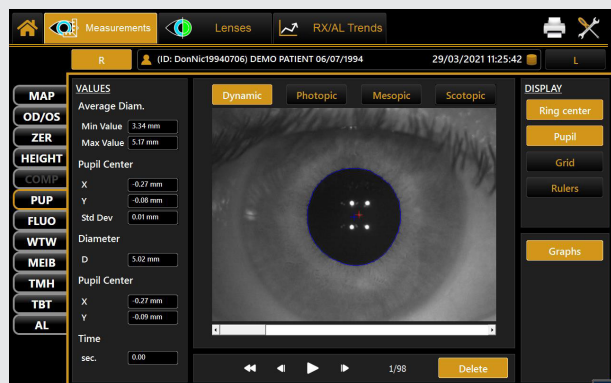 Measurements
Lenses
RX/AL Trends
R
(ID: DonNic19940706) DEMO PATIENT 06/07/1994
29/03/2021 11:25:42
L
MAP
OD/OS
ZER
HEIGHT
COMP
PUP
FLUO
WTW
MEIB
TMH
TBT
AL
VALUES
Average Diam.
Min Value 3.34 mm
Max Value 5.17 mm
Pupil Center
X -0.27 mm
Y -0.08 mm
Std Dev 0.01 mm
Diameter
D 5.02 mm
Pupil Center
X -0.27 mm
Y -0.09 mm
Time
sec. 0.00
Dynamic
Photopic
Mesopic
Scotopic
1/98
Delete
DISPLAY
Ring center
Pupil
Grid
Rulers
Graphs